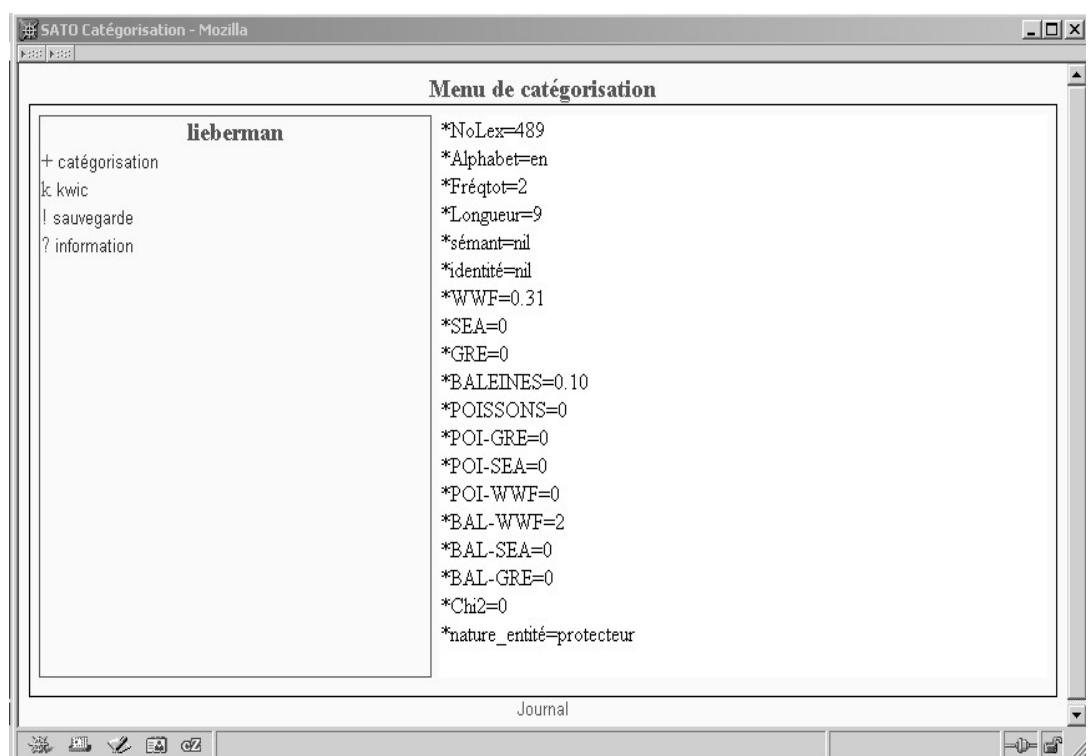 SATO Catégorisation - Mozilla
Menu de catégorisation
lieberman
+ catégorisation
k kwic
! sauvegarde
? information
*NoLex=489
*Alphabet=en
*Fréqtot=2
*Longueur=9
*sémant=nil
*identité=nil
*WWF=0.31
*SEA=0
*GRE=0
*BALEINES=0.10
*POISSONS=0
*POI-GRE=0
*POI-SEA=0
*POI-WWF=0
*BAL-WWF=2
*BAL-SEA=0
*BAL-GRE=0
*Chi2=0
*nature_entité=protecteur
Journal